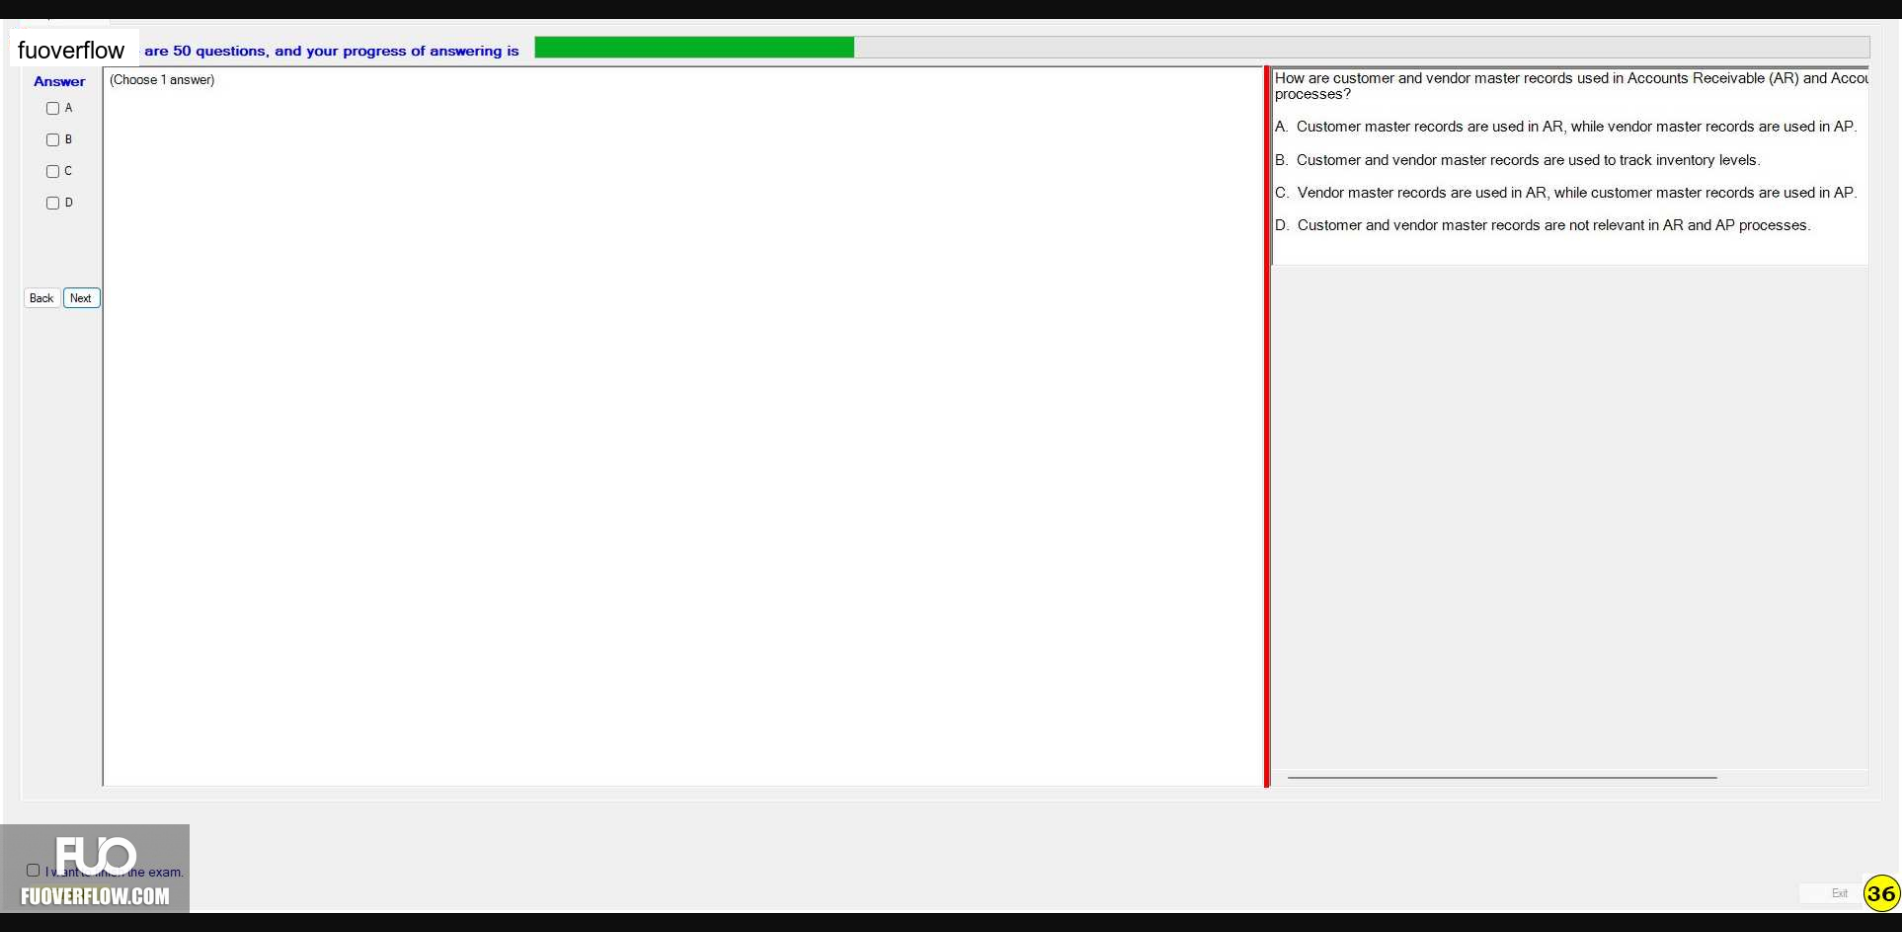 fuoverflow are 50 questions, and your progress of answering is
Answer
(Choose 1 answer)
A
B
C
D
Back Next
How are customer and vendor master records used in Accounts Receivable (AR) and Accou
processes?
A. Customer master records are used in AR, while vendor master records are used in AP.
B. Customer and vendor master records are used to track inventory levels.
C. Vendor master records are used in AR, while customer master records are used in AP.
D. Customer and vendor master records are not relevant in AR and AP processes.
FUO
I want to finish the exam.
FUOVERFLOW.COM
Exit
36